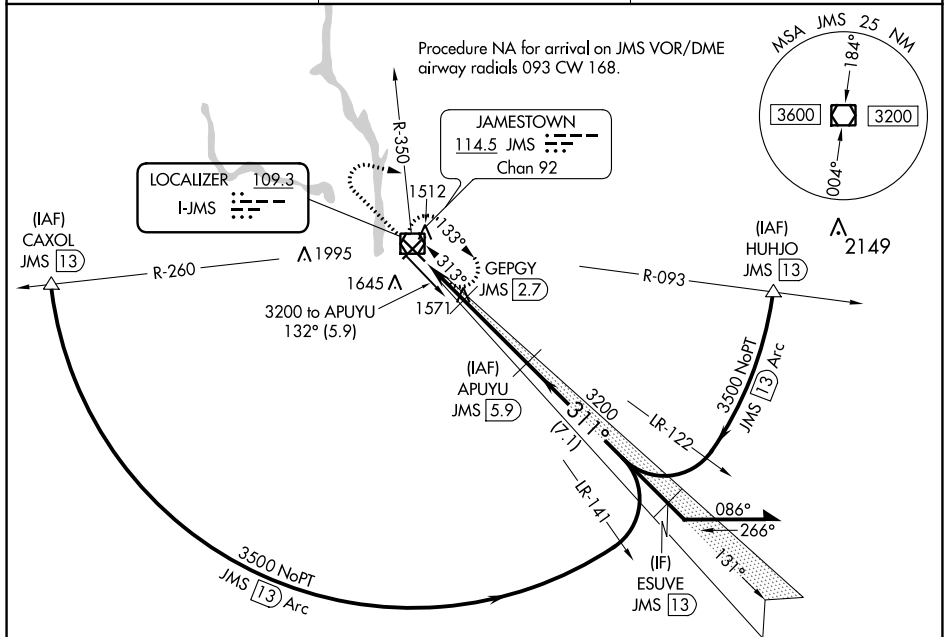 Procedure NA for arrival on JMS VOR/DME
airway radials 093 CW 168.
MSA JMS 25 NM
184°
3600
3200
004°
R-350
JAMESTOWN
114.5 JMS
Chan 92
LOCALIZER 109.3
I-JMS
1512
133°
(IAF)
CAXOL
JMS 13
R-260
1995
1645
313°
GEPGY
JMS 2.7
1571
3200 to APUYU
132° (5.9)
R-093
(IAF)
HUHJO
JMS 13
2149
(IAF)
APUYU
JMS 5.9
3200
311°
(7.1)
LR-122
3500 NoPT
JMS 13 Arc
LR-141
086°
266°
131°
(IF)
ESUVE
JMS 13
3500 NoPT
JMS 13 Arc